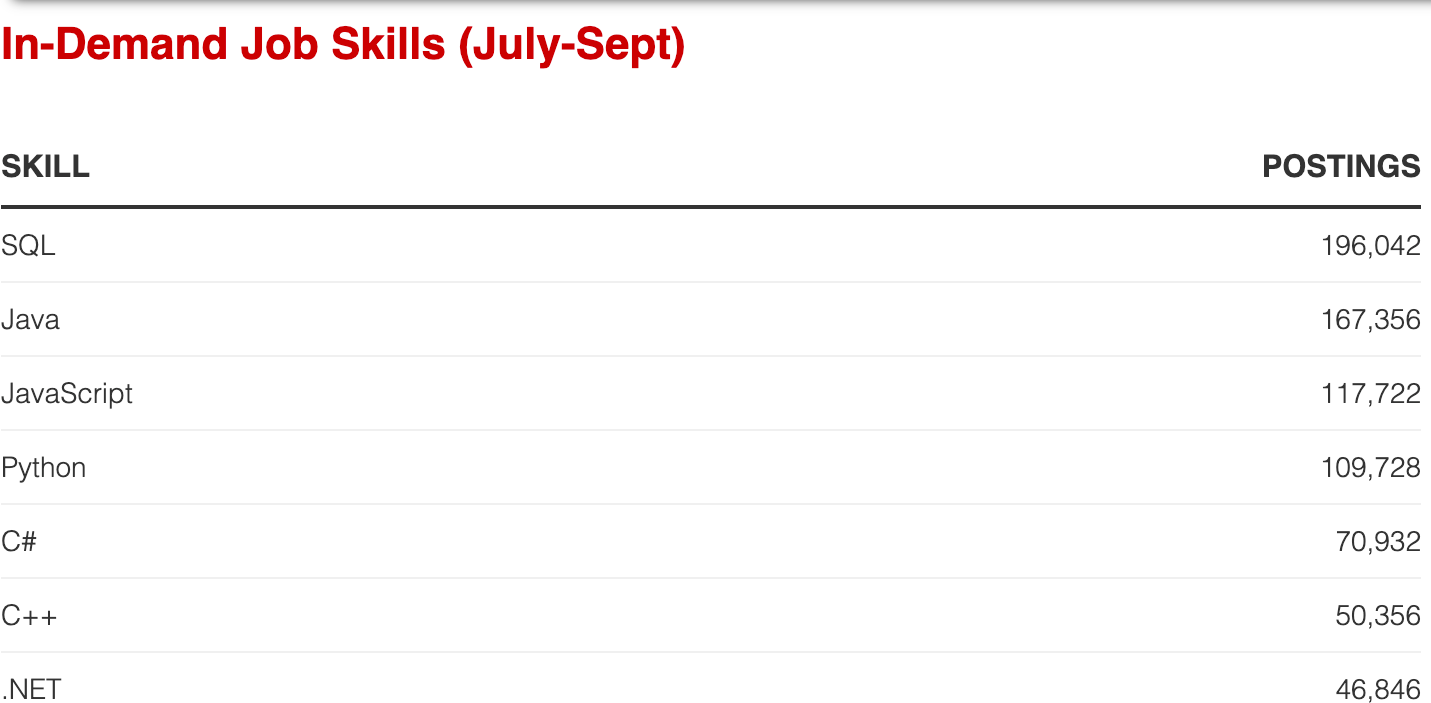 In-Demand Job Skills (July-Sept)
SKILL POSTINGS
SQL 196,042
Java 167,356
JavaScript 117,722
Python 109,728
C# 70,932
C++ 50,356
.NET 46,846